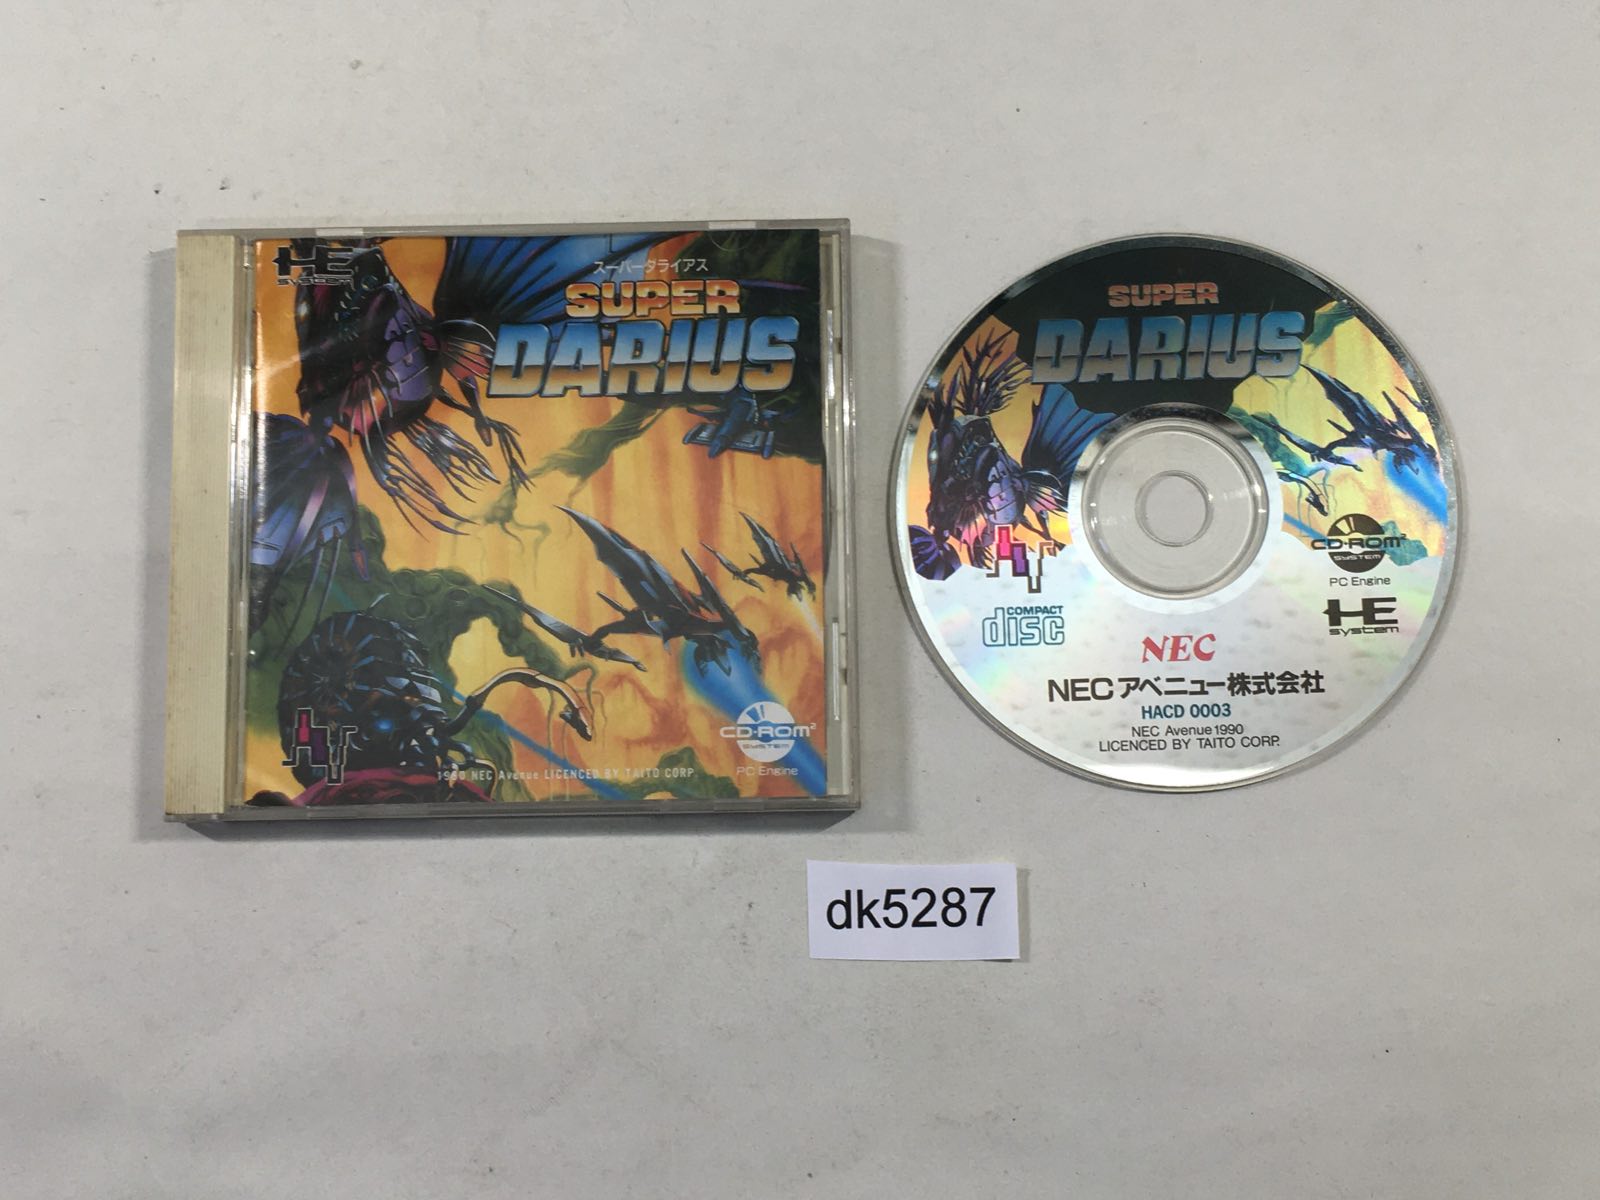 HE
SYSTEM
スーパーダライアス
SUPER
DARIUS
CD-ROM²
SYSTEM
PC Engine
1990 NEC Avenue LICENCED BY TAITO CORP.
SUPER
DARIUS
CD-ROM²
SYSTEM
PC Engine
HE
SYSTEM
COMPACT
disc
NEC
NECアベニュー株式会社
HACD 0003
NEC Avenue 1990
LICENCED BY TAITO CORP.
dk5287